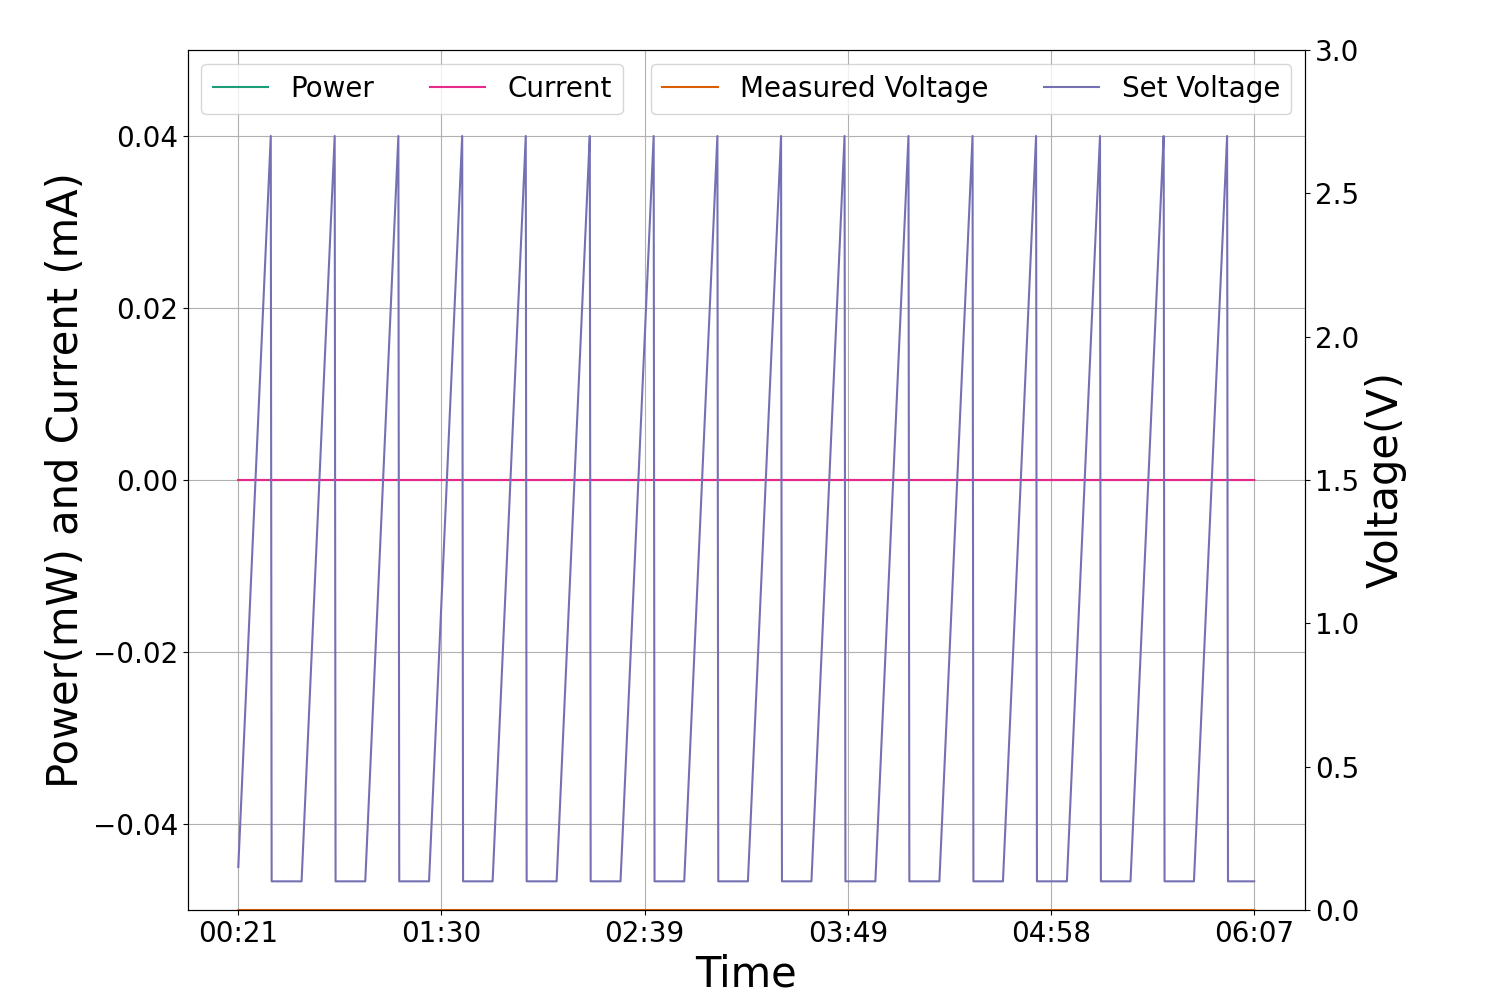 Power Current Measured Voltage Set Voltage
Power(mW) and Current (mA)
0.04
0.02
0.00
−0.02
−0.04
3.0
2.5
2.0
1.5
1.0
0.5
0.0
Voltage(V)
00:21 01:30 02:39 03:49 04:58 06:07
Time